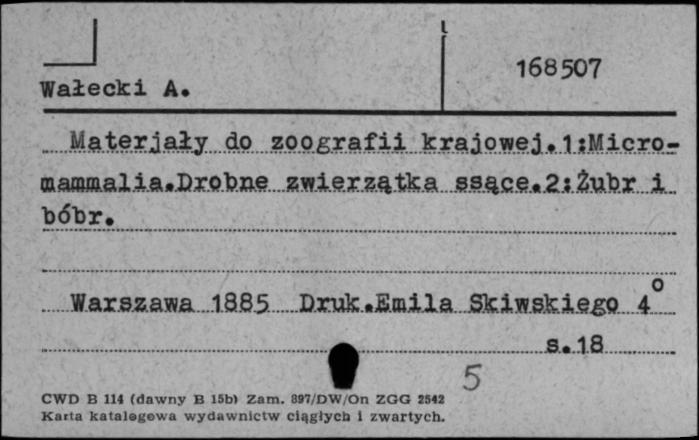 168507
Wałecki A.
Materjały do zoografii krajowej.1:Micro-
mammalia.Drobne zwierzątka ssące.2:Żubr i
bóbr.
Warszawa 1885 Druk.Emila Skiwskiego 4°
s.18
5
CWD B 114 (dawny B 15b) Zam. 897/DW/On ZGG 2542
Karta katalogowa wydawnictw ciągłych i zwartych.